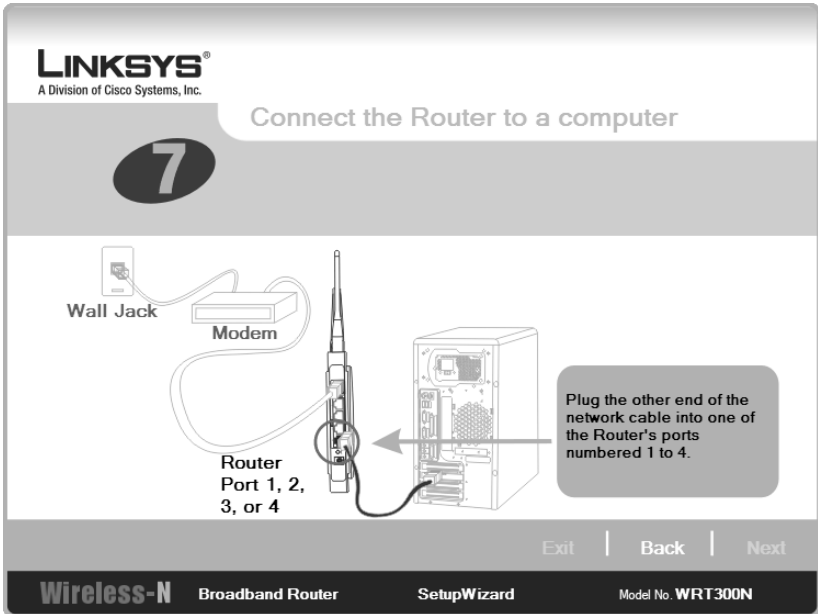 LINKSYS®
A Division of Cisco Systems, Inc.
Connect the Router to a computer
7
Wall Jack
Modem
Router
Port 1, 2,
3, or 4
Plug the other end of the
network cable into one of
the Router's ports
numbered 1 to 4.
Exit Back Next
Wireless-N Broadband Router SetupWizard Model No. WRT300N